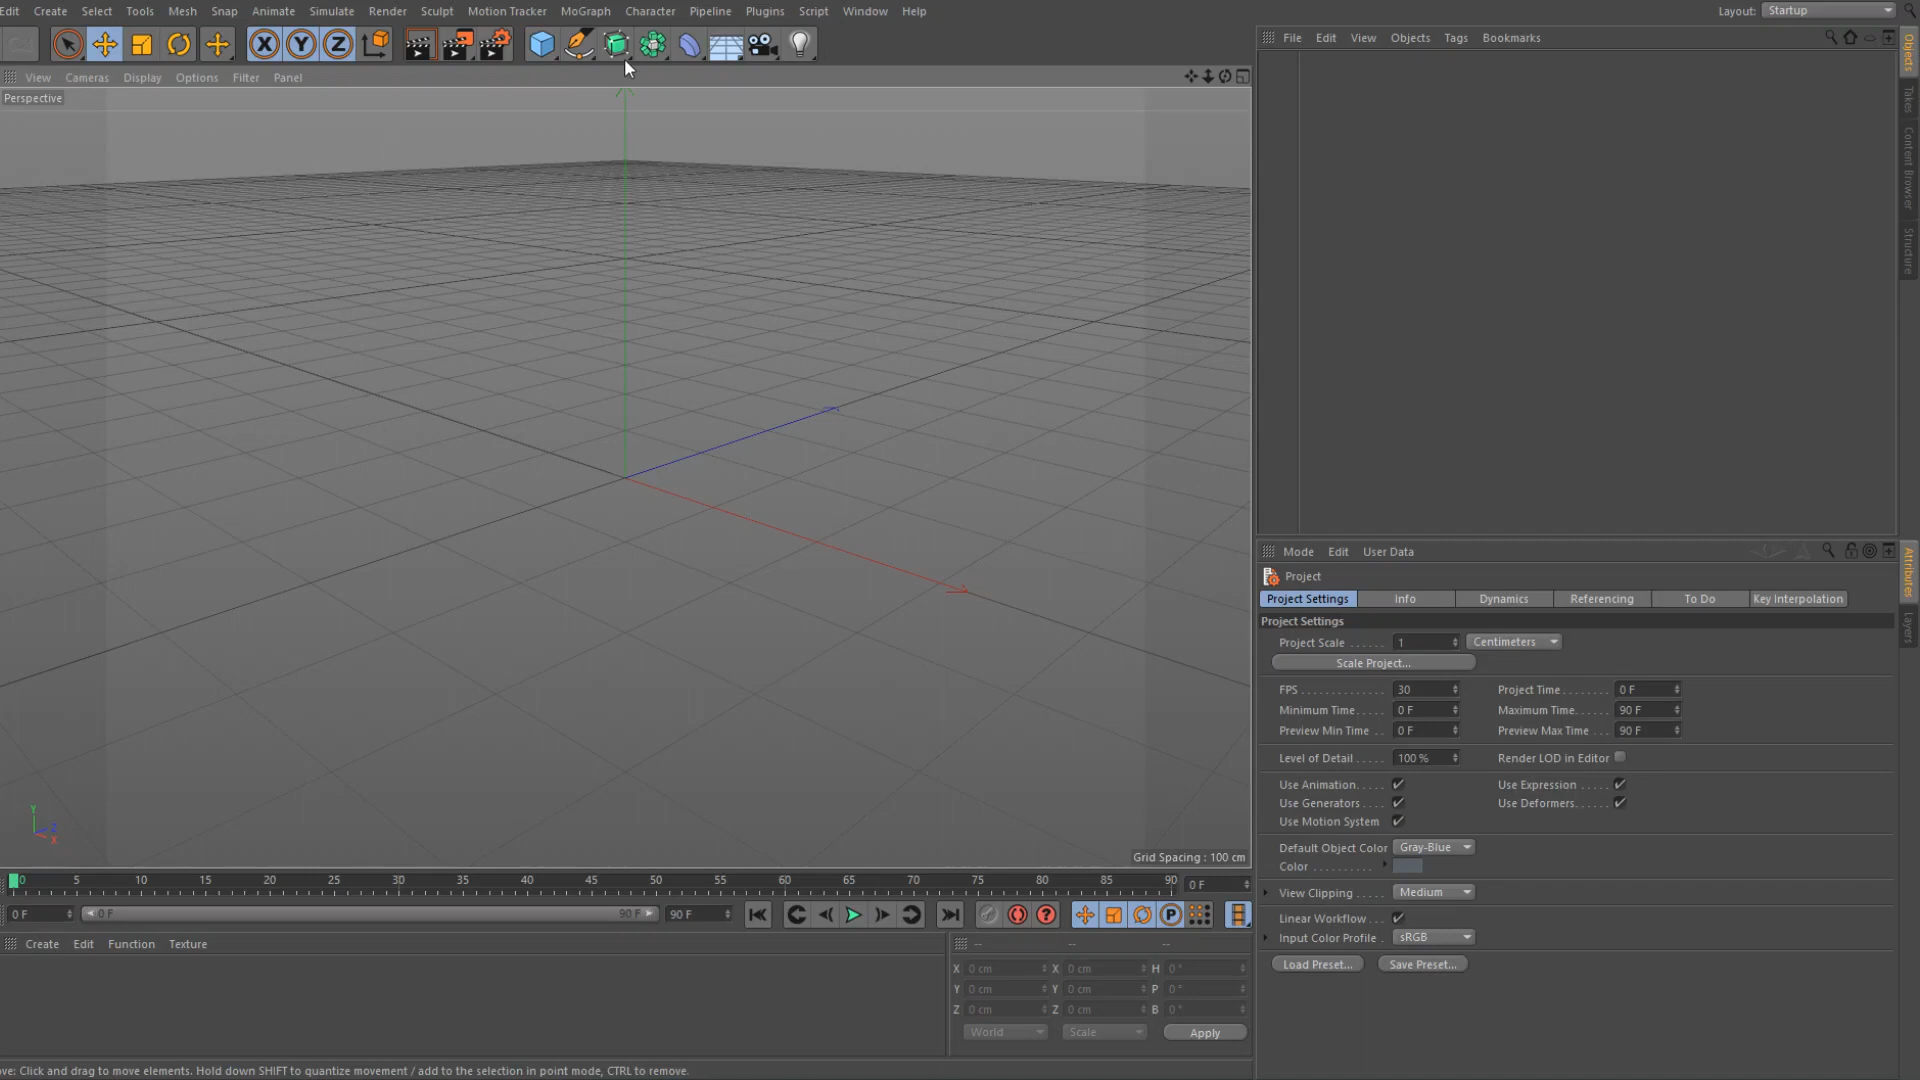 Edit Create Select Tools Mesh Snap Animate Simulate Render Sculpt Motion Tracker MoGraph Character Pipeline Plugins Script Window Help
Layout: Startup
X Y Z
File Edit View Objects Tags Bookmarks
View Cameras Display Options Filter Panel
Perspective
Objects
Takes
Content Browser
Structure
Mode Edit User Data
Project
Project Settings Info Dynamics Referencing To Do Key Interpolation
Project Settings
Project Scale . . . . . . 1 Centimeters
Scale Project...
FPS . . . . . . . . . . . . . . 30 Project Time . . . . . . . . 0 F
Minimum Time. . . . . 0 F Maximum Time. . . . . . 90 F
Preview Min Time . . 0 F Preview Max Time . . . 90 F
Level of Detail . . . . . 100 % Render LOD in Editor
Use Animation. . . . . Use Expression . . . . .
Use Generators . . . . Use Deformers. . . . . .
Use Motion System
Default Object Color Gray-Blue
Color . . . . . . . . . .
View Clipping . . . . . Medium
Linear Workflow . . .
Input Color Profile . sRGB
Load Preset... Save Preset...
Attributes
Layers
Y
Z
X
Grid Spacing : 100 cm
0 5 10 15 20 25 30 35 40 45 50 55 60 65 70 75 80 85 90 0 F
0 F 0 F 90 F 90 F
P
Create Edit Function Texture
-- -- --
X 0 cm X 0 cm H 0 °
Y 0 cm Y 0 cm P 0 °
Z 0 cm Z 0 cm B 0 °
World Scale Apply
ove: Click and drag to move elements. Hold down SHIFT to quantize movement / add to the selection in point mode, CTRL to remove.